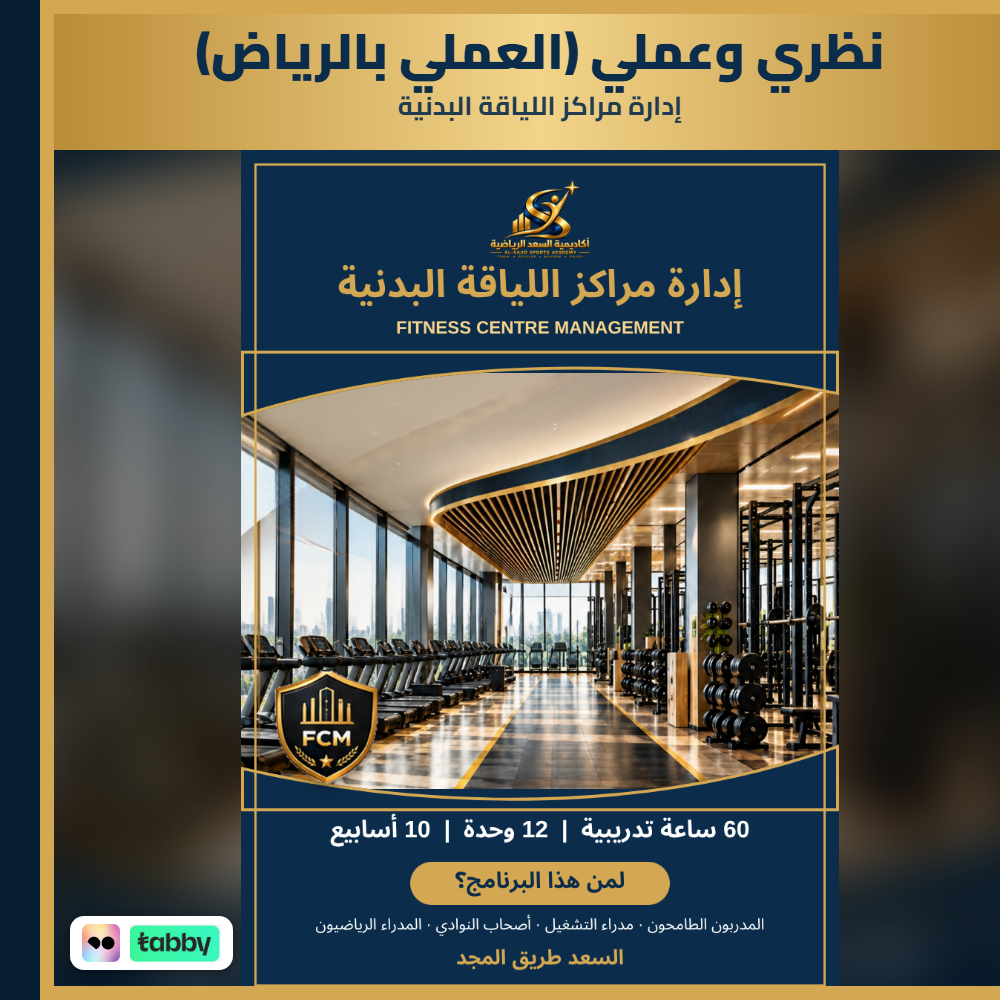 نظري وعملي (العملي بالرياض)
إدارة مراكز اللياقة البدنية
أكاديمية السعد الرياضية
AL-SAAD SPORTS ACADEMY
إدارة مراكز اللياقة البدنية
FITNESS CENTRE MANAGEMENT
FCM
60 ساعة تدريبية | 12 وحدة | 10 أسابيع
لمن هذا البرنامج؟
المدربون الطامحون · مدراء التشغيل · أصحاب النوادي · المدراء الرياضيون
السعد طريق المجد
tabby